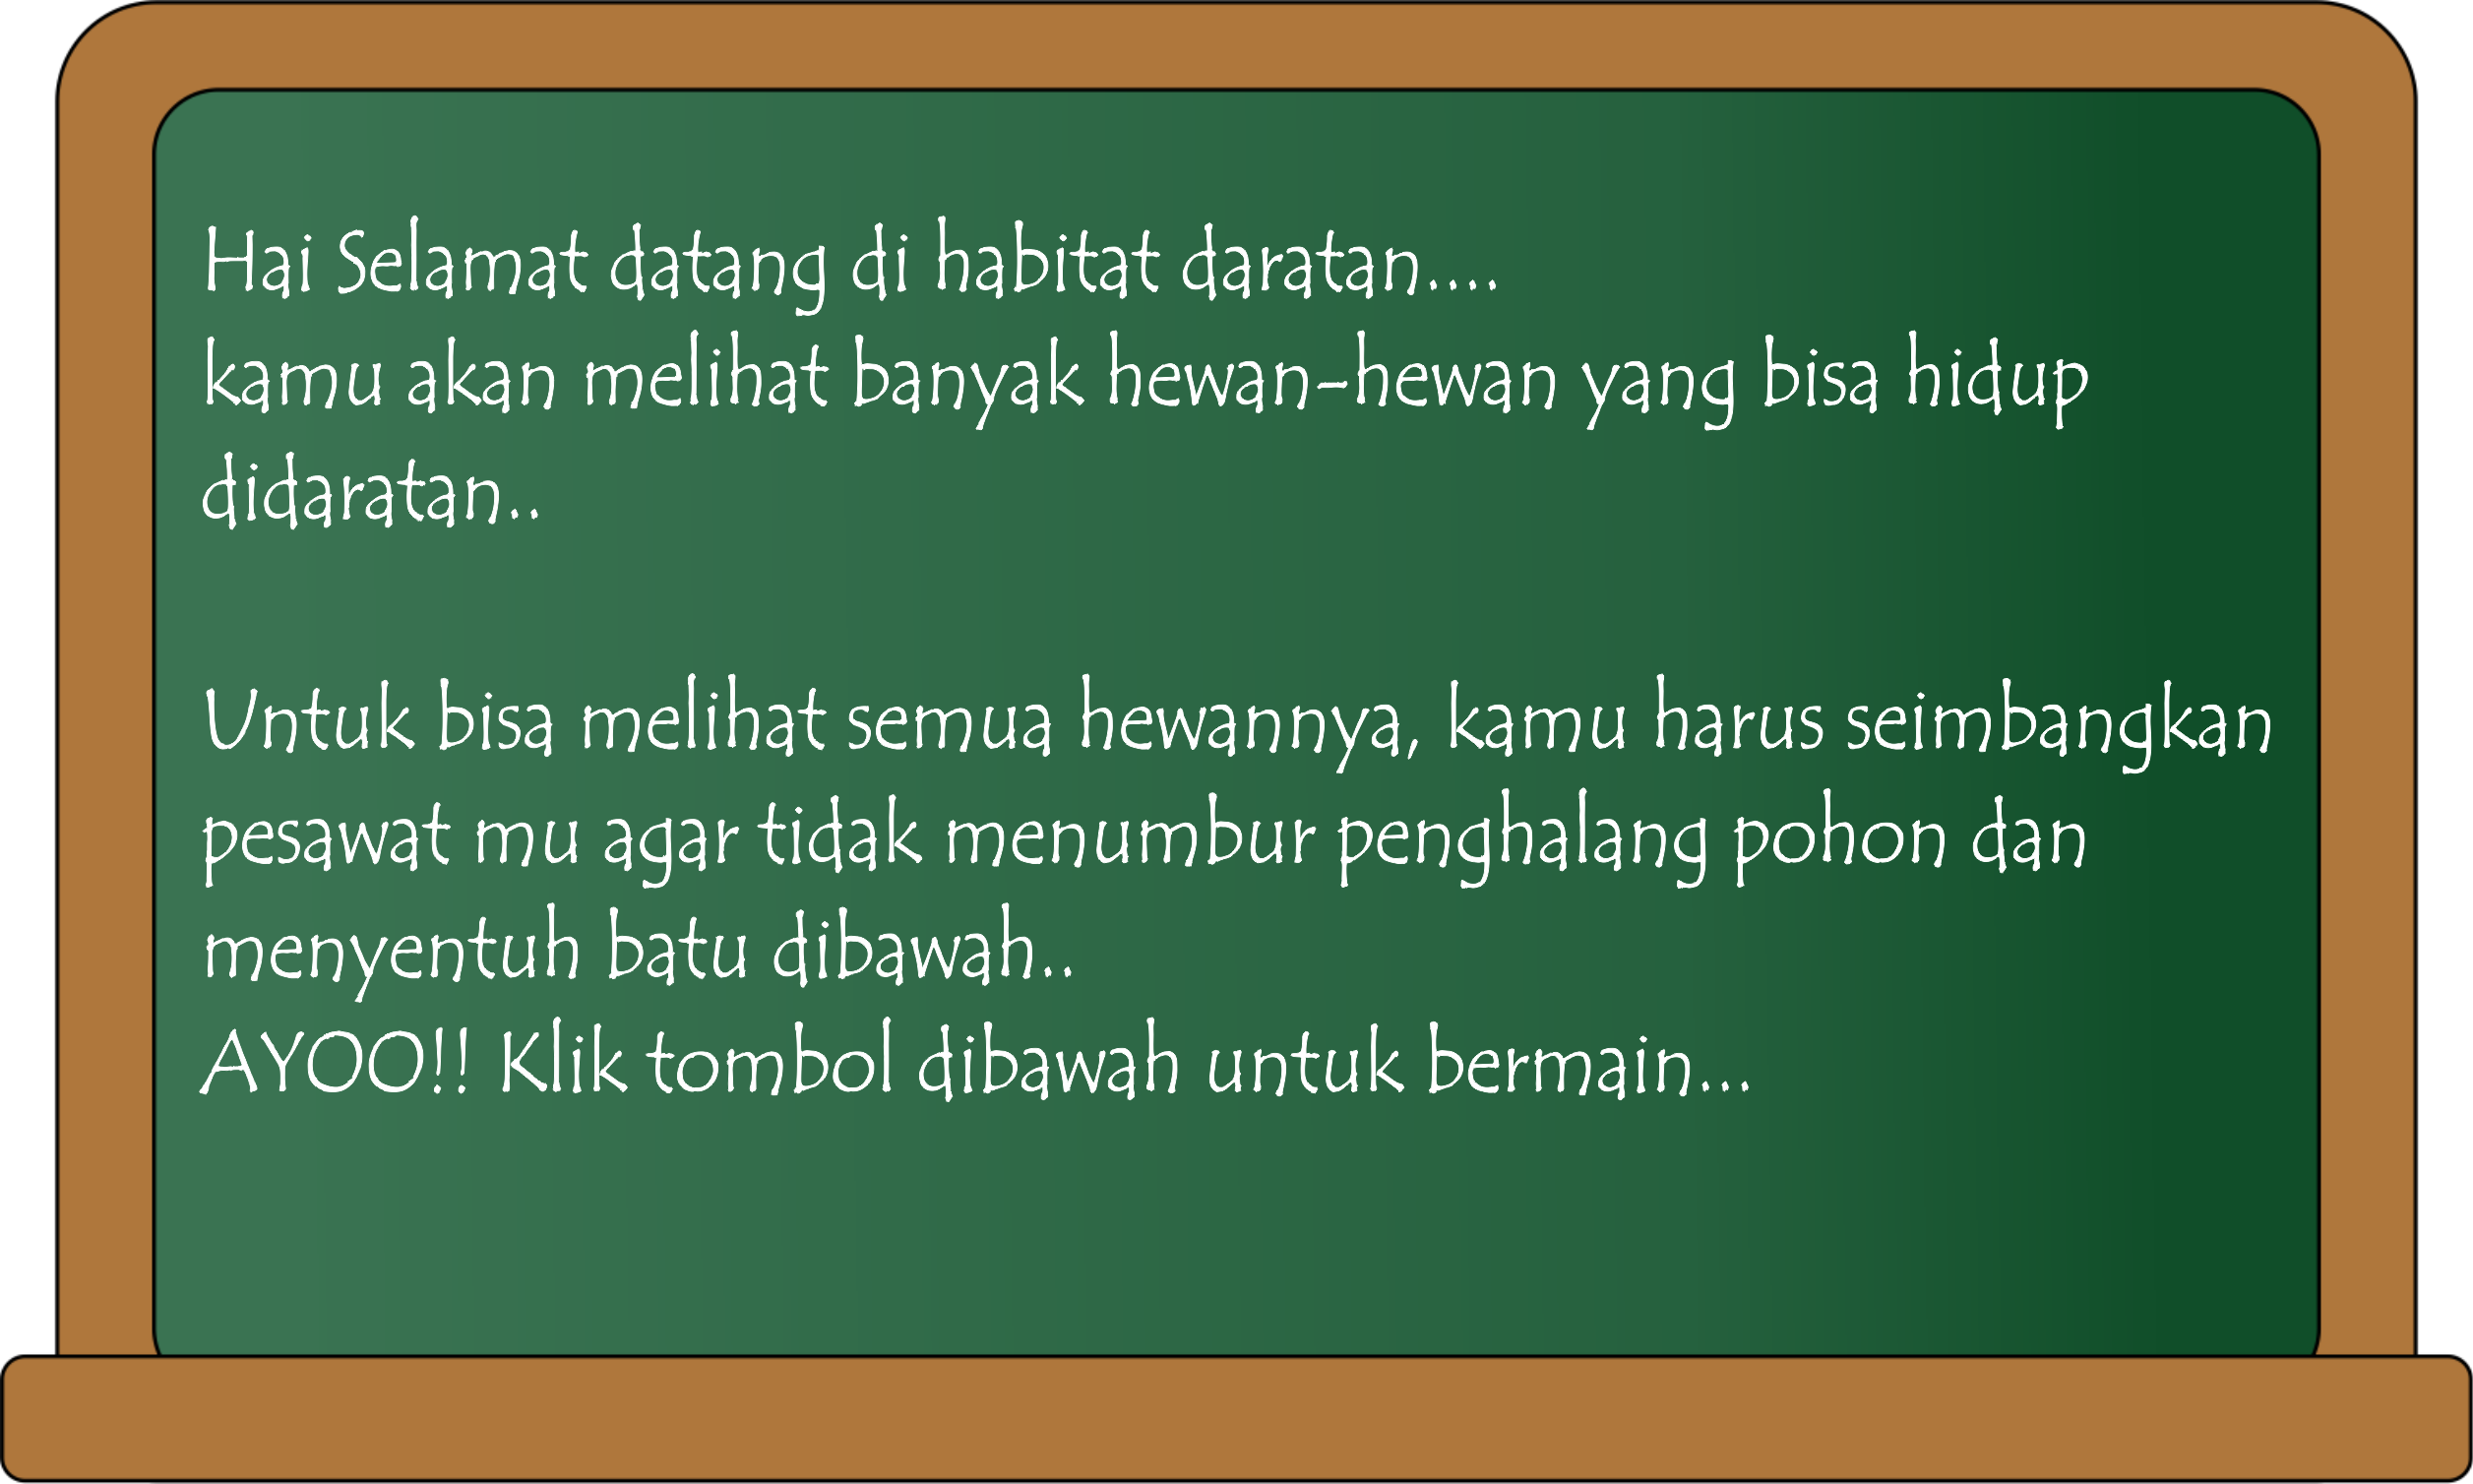 Hai Selamat datang di habitat daratan....
kamu akan melihat banyak hewan-hewan yang bisa hidup
didaratan..
Untuk bisa melihat semua hewannya, kamu harus seimbangkan
pesawat mu agar tidak menumbur penghalang pohon dan
menyentuh batu dibawah..
AYOO!! Klik tombol dibawah untuk bermain...